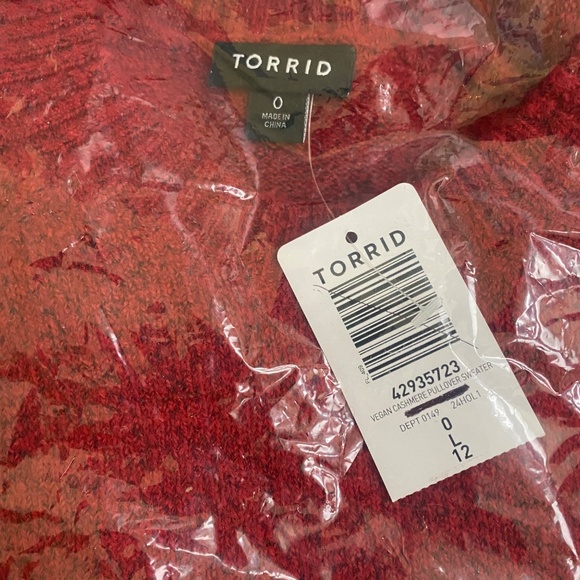 TORRID
0
MADE IN
CHINA
TORRID
42935723
VEGAN CASHMERE PULLOVER SWEATER
DEPT 0149 24HOL1
0
L
12